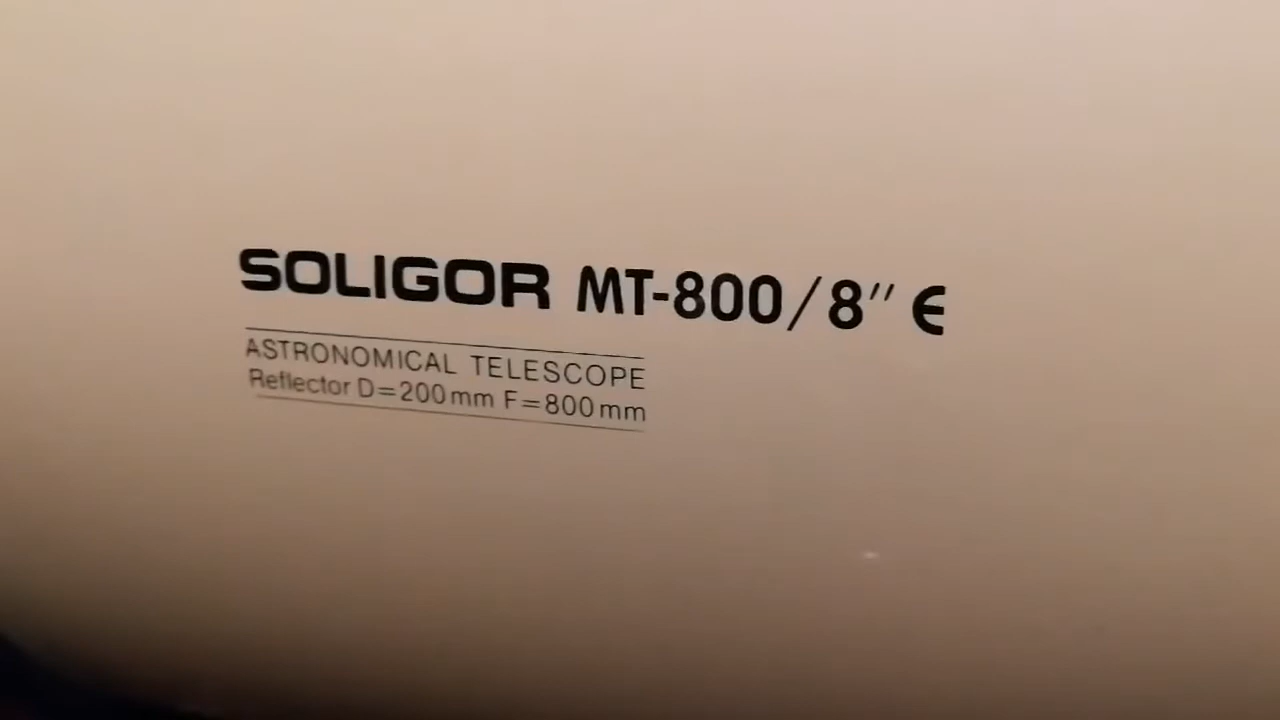 SOLIGOR MT-800/8″ €
ASTRONOMICAL TELESCOPE
Reflector D=200mm F=800mm